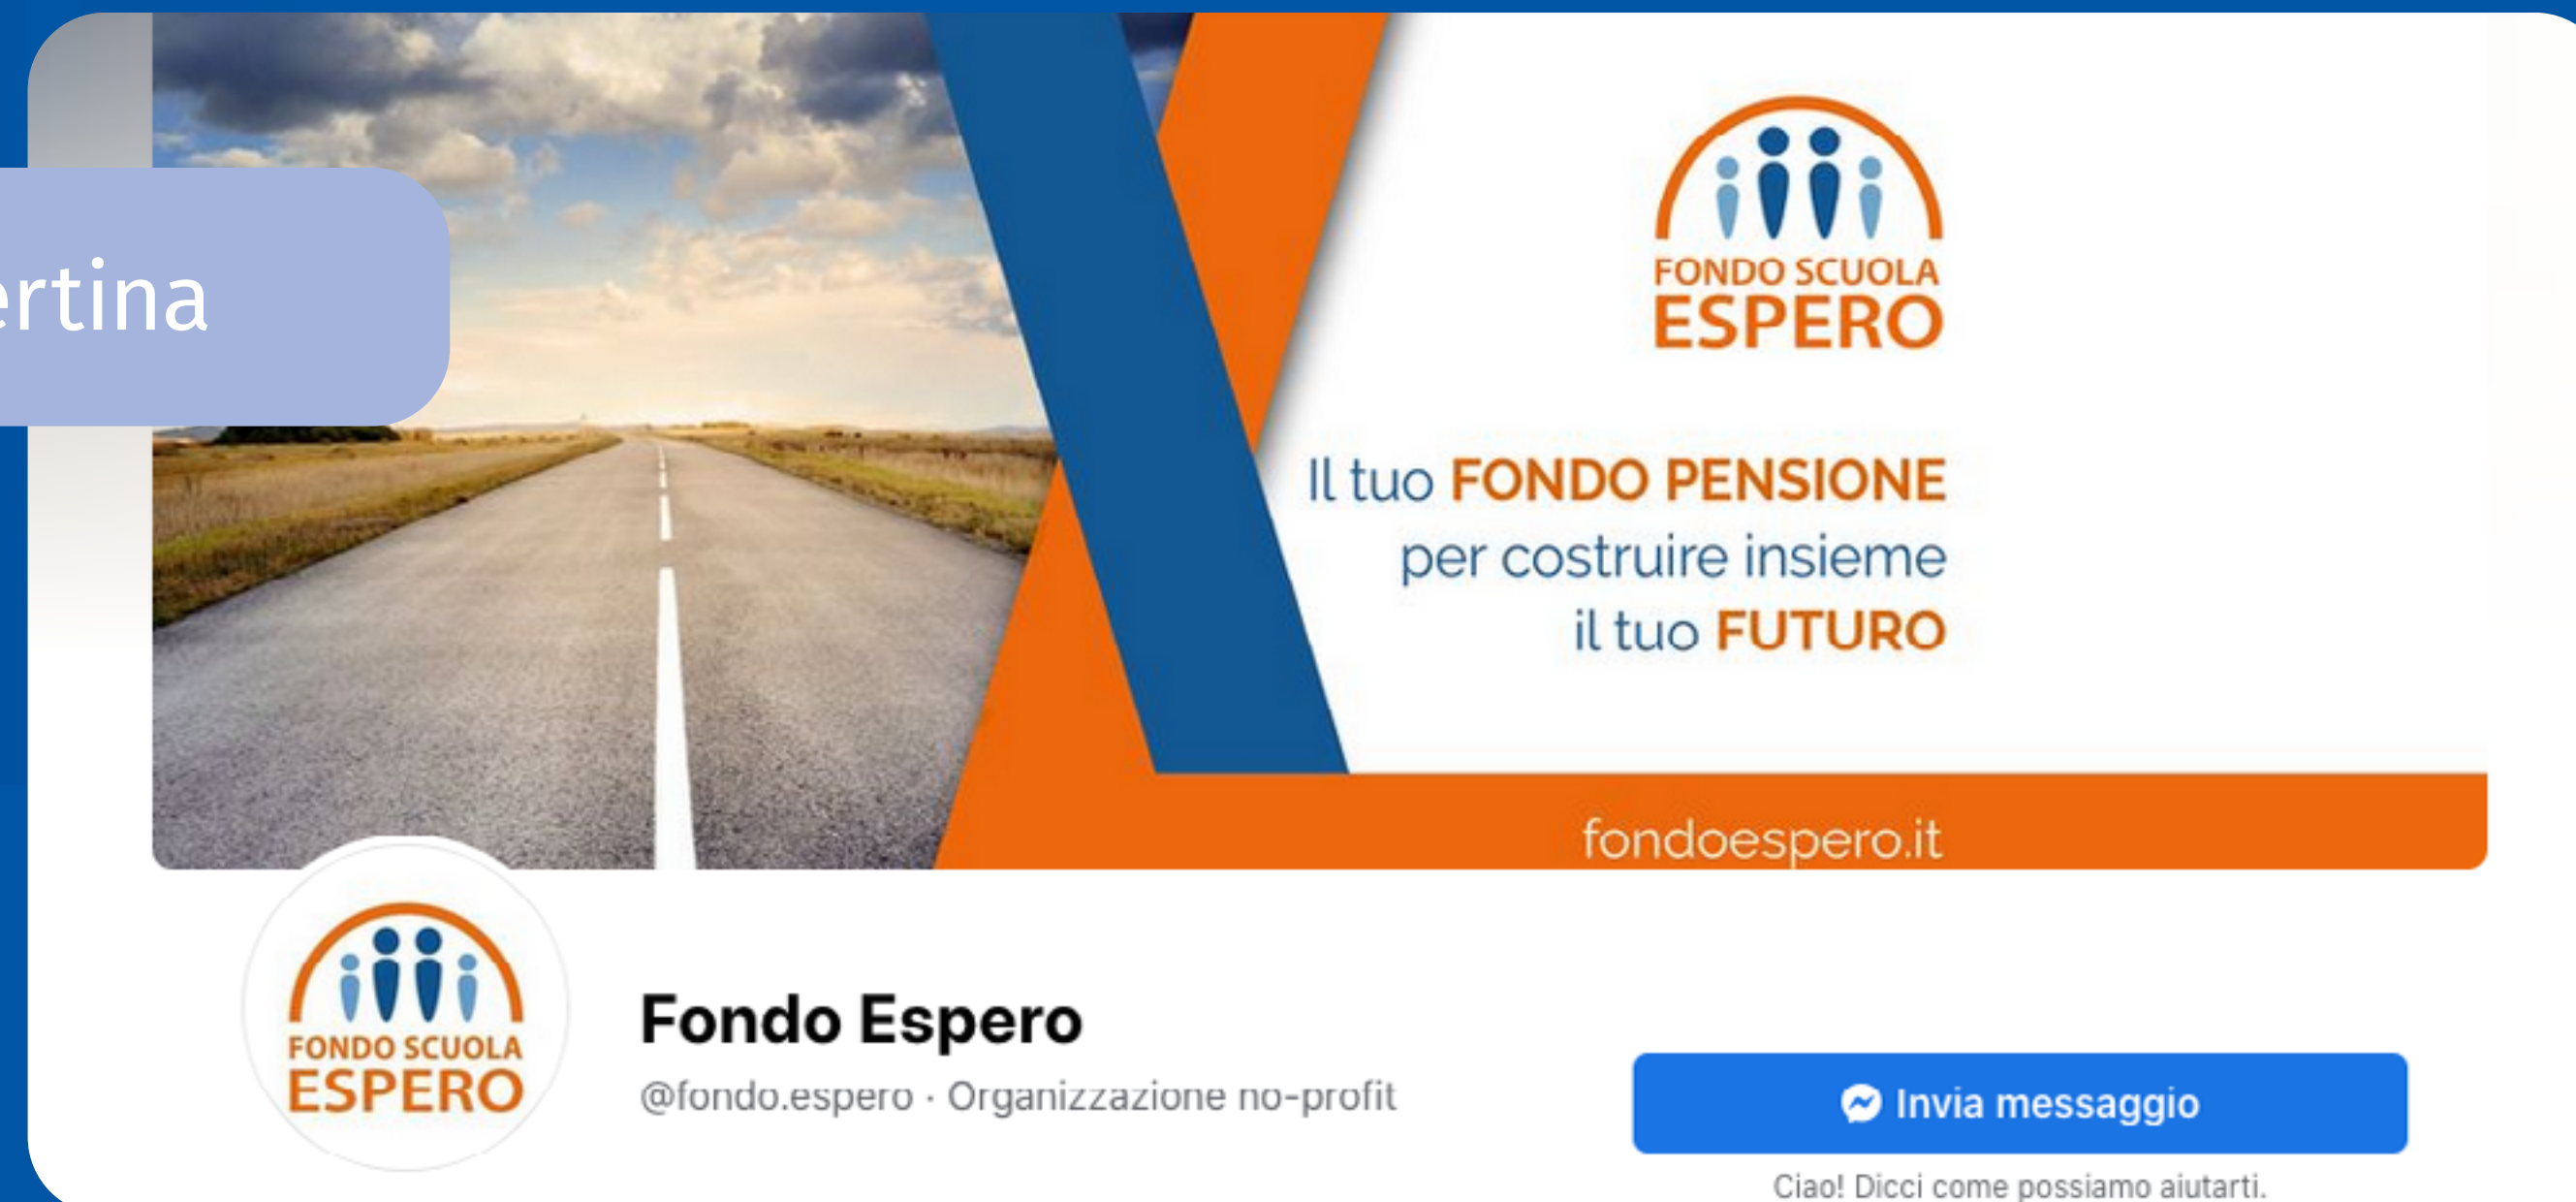 ertina
FONDO SCUOLA
ESPERO
Il tuo FONDO PENSIONE
per costruire insieme
il tuo FUTURO
fondoespero.it
FONDO SCUOLA
ESPERO
Fondo Espero
@fondo.espero · Organizzazione no-profit
Invia messaggio
Ciao! Dicci come possiamo aiutarti.